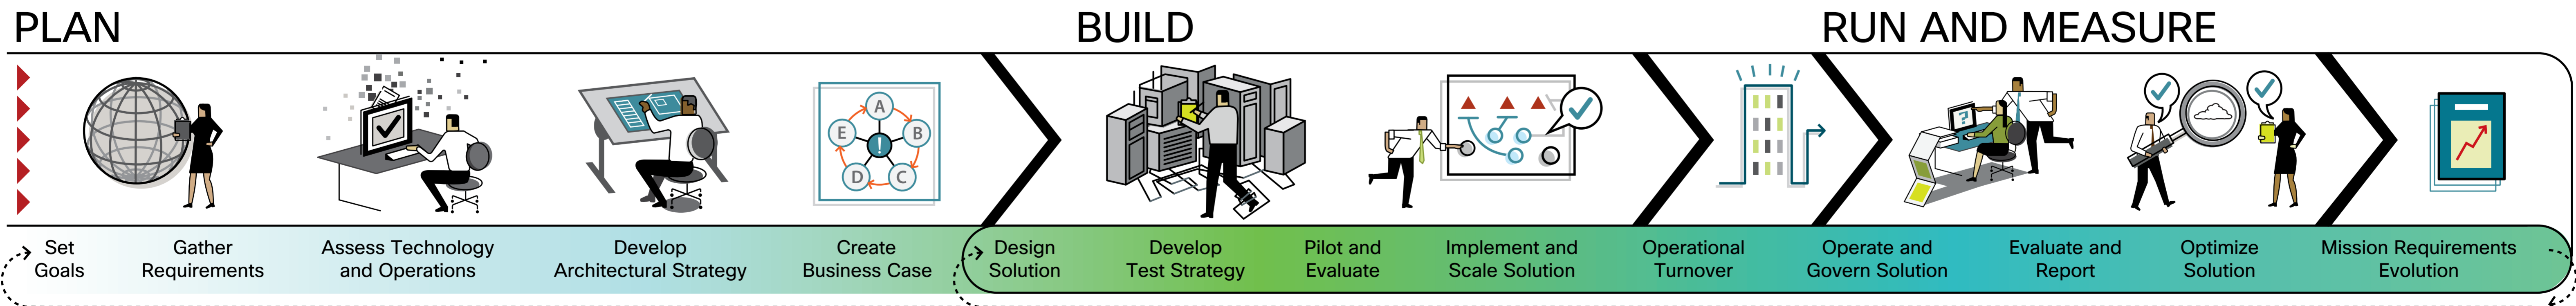 PLAN
BUILD
RUN AND MEASURE
A
B
C
D
E
!
?
Set
Goals
Gather
Requirements
Assess Technology
and Operations
Develop
Architectural Strategy
Create
Business Case
Design
Solution
Develop
Test Strategy
Pilot and
Evaluate
Implement and
Scale Solution
Operational
Turnover
Operate and
Govern Solution
Evaluate and
Report
Optimize
Solution
Mission Requirements
Evolution